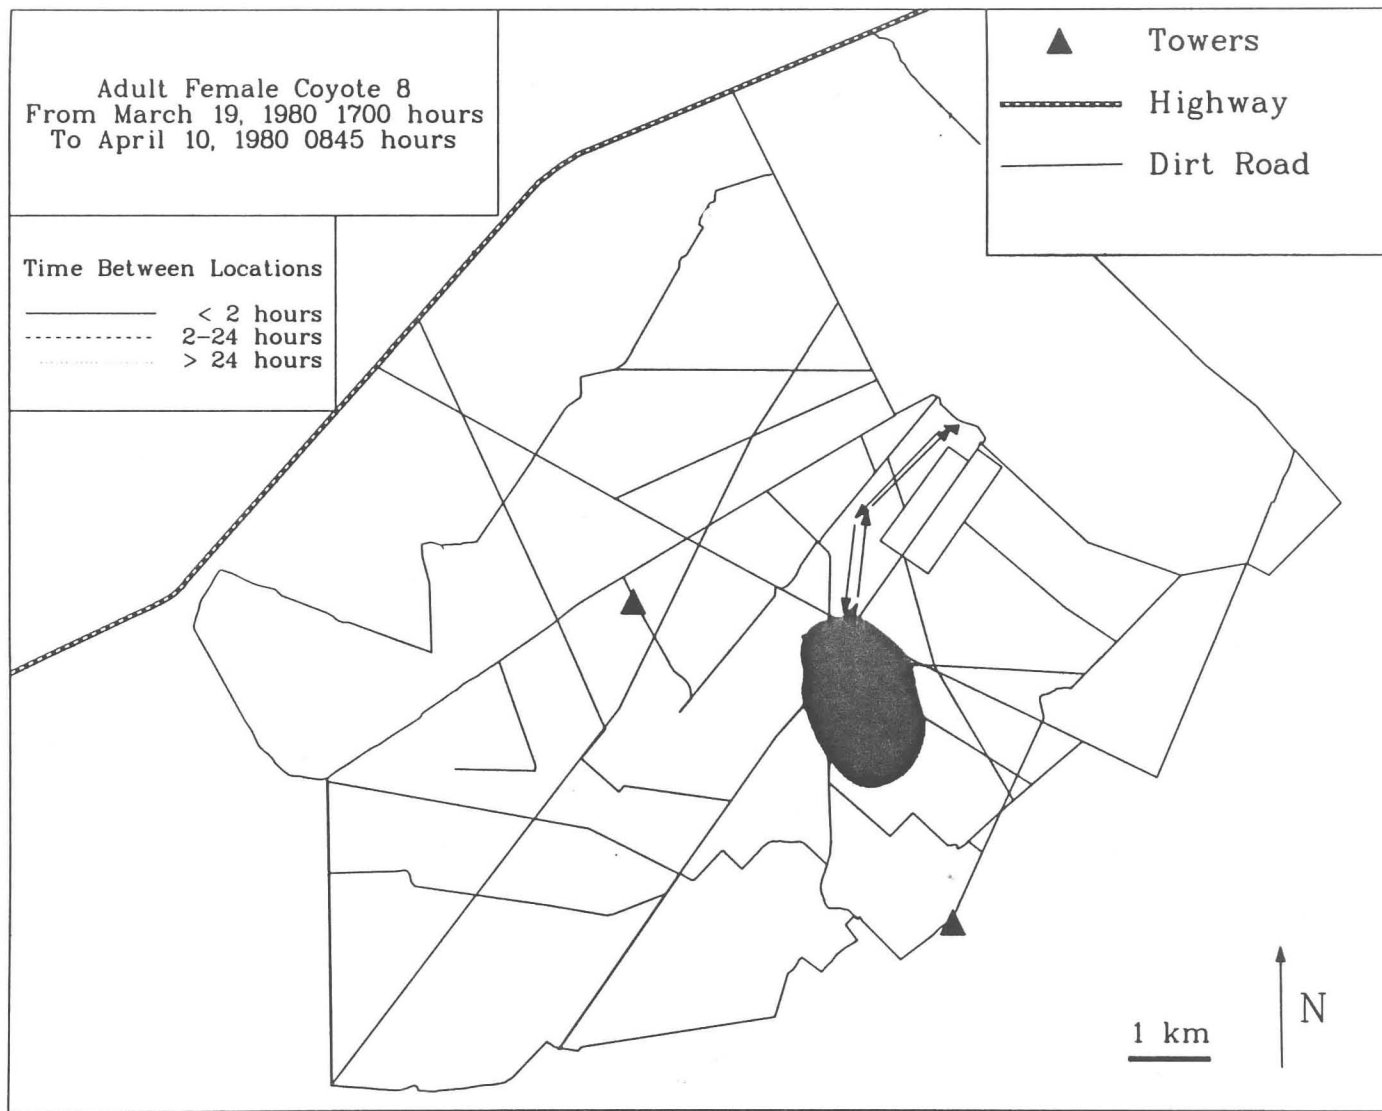 Adult Female Coyote 8
From March 19, 1980 1700 hours
To April 10, 1980 0845 hours
Time Between Locations
< 2 hours
2-24 hours
> 24 hours
Towers
Highway
Dirt Road
1 km
N